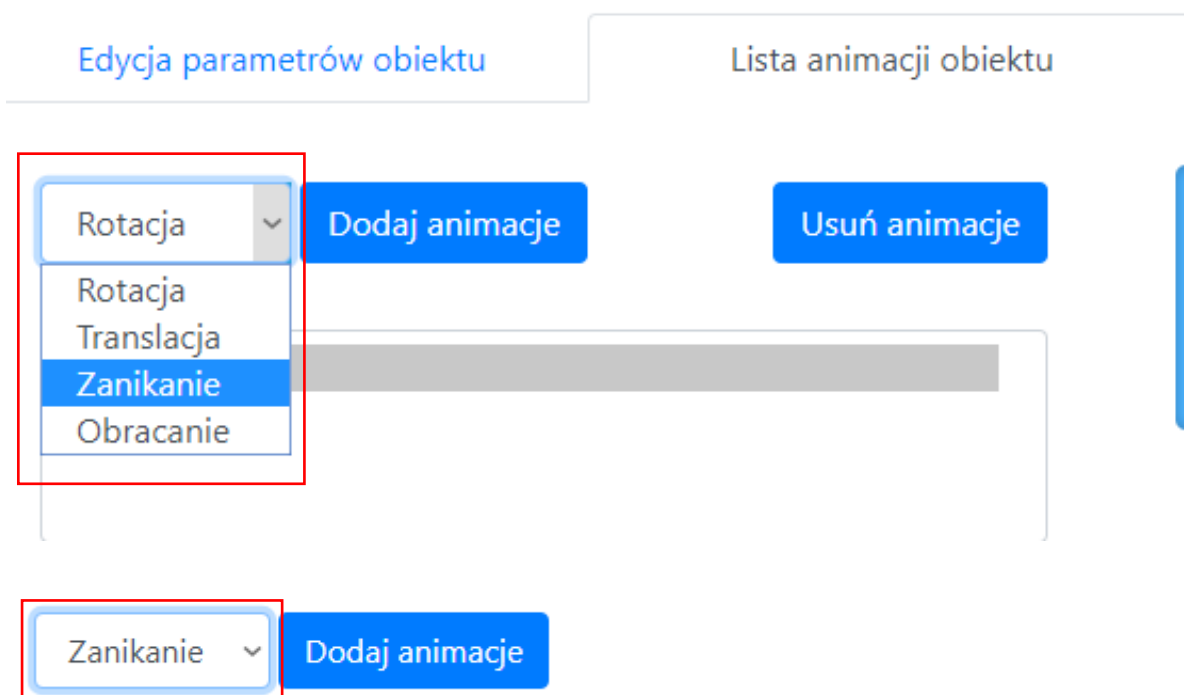 Edycja parametrów obiektu Lista animacji obiektu
Rotacja Dodaj animacje Usuń animacje
Rotacja
Translacja
Zanikanie
Obracanie
Zanikanie Dodaj animacje